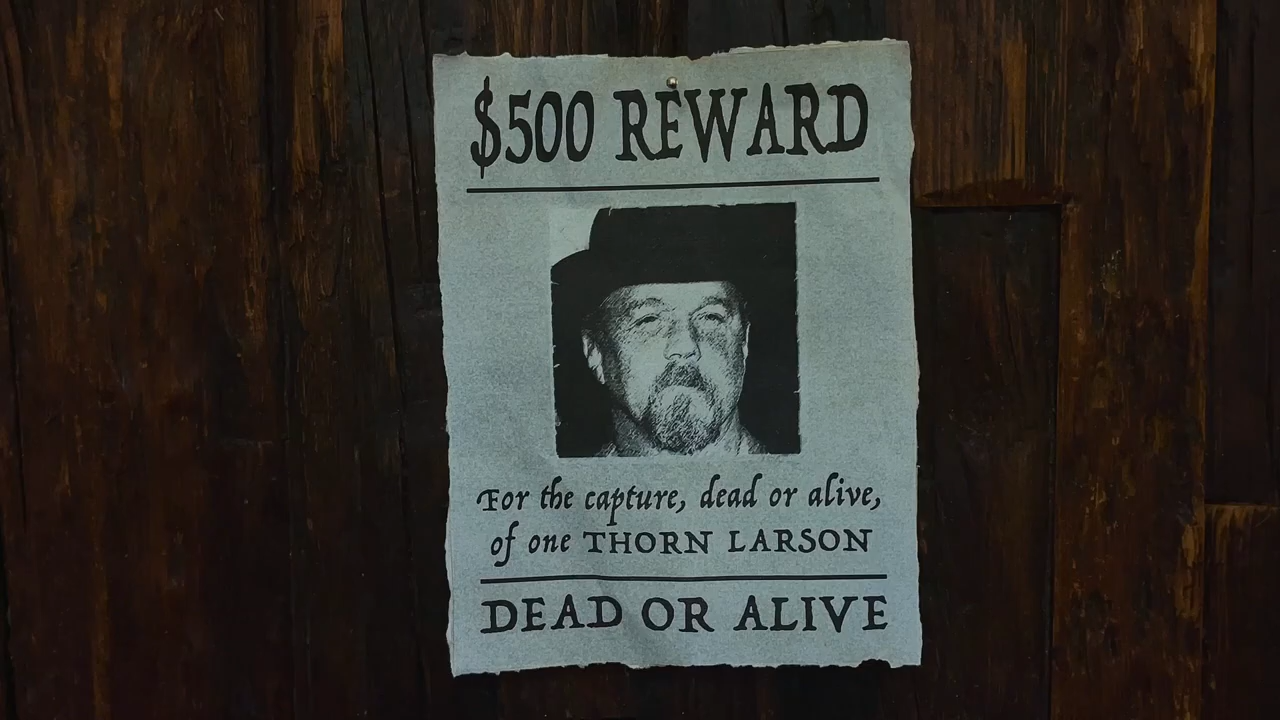 $500 REWARD
For the capture, dead or alive,
of one THORN LARSON
DEAD OR ALIVE